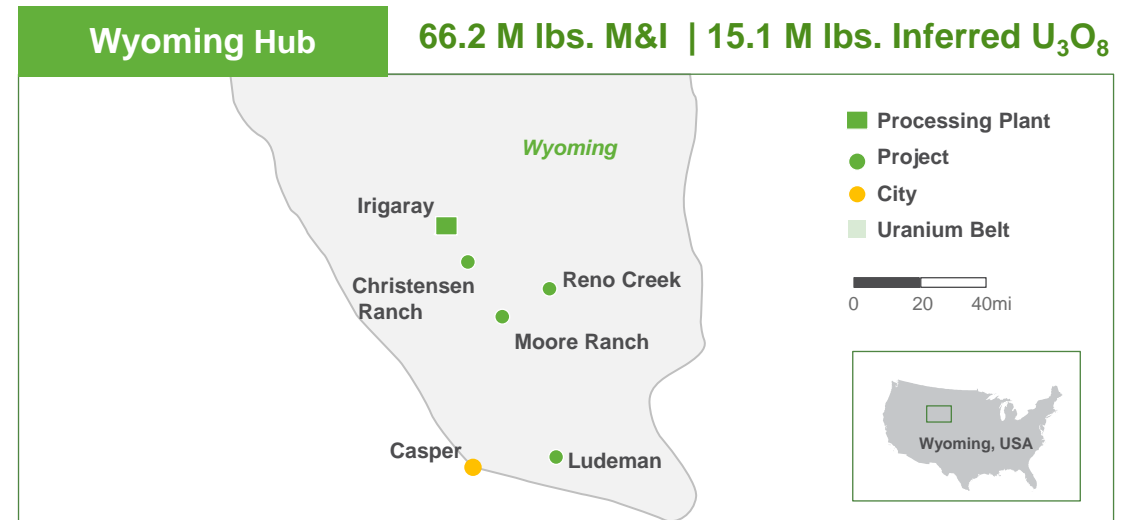 Wyoming Hub
66.2 M lbs. M&I | 15.1 M lbs. Inferred U₃O₈
Wyoming
Irigaray
Christensen
Ranch
Reno Creek
Moore Ranch
Casper
Ludeman
Processing Plant
Project
City
Uranium Belt
0 20 40mi
Wyoming, USA